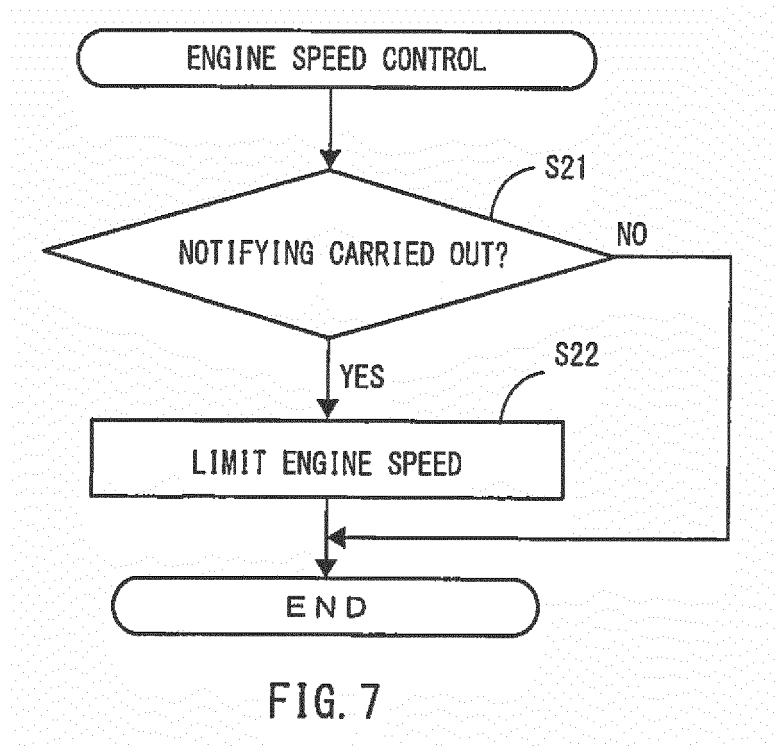 ENGINE SPEED CONTROL
S21
NOTIFYING CARRIED OUT?
NO
YES
S22
LIMIT ENGINE SPEED
END
FIG. 7